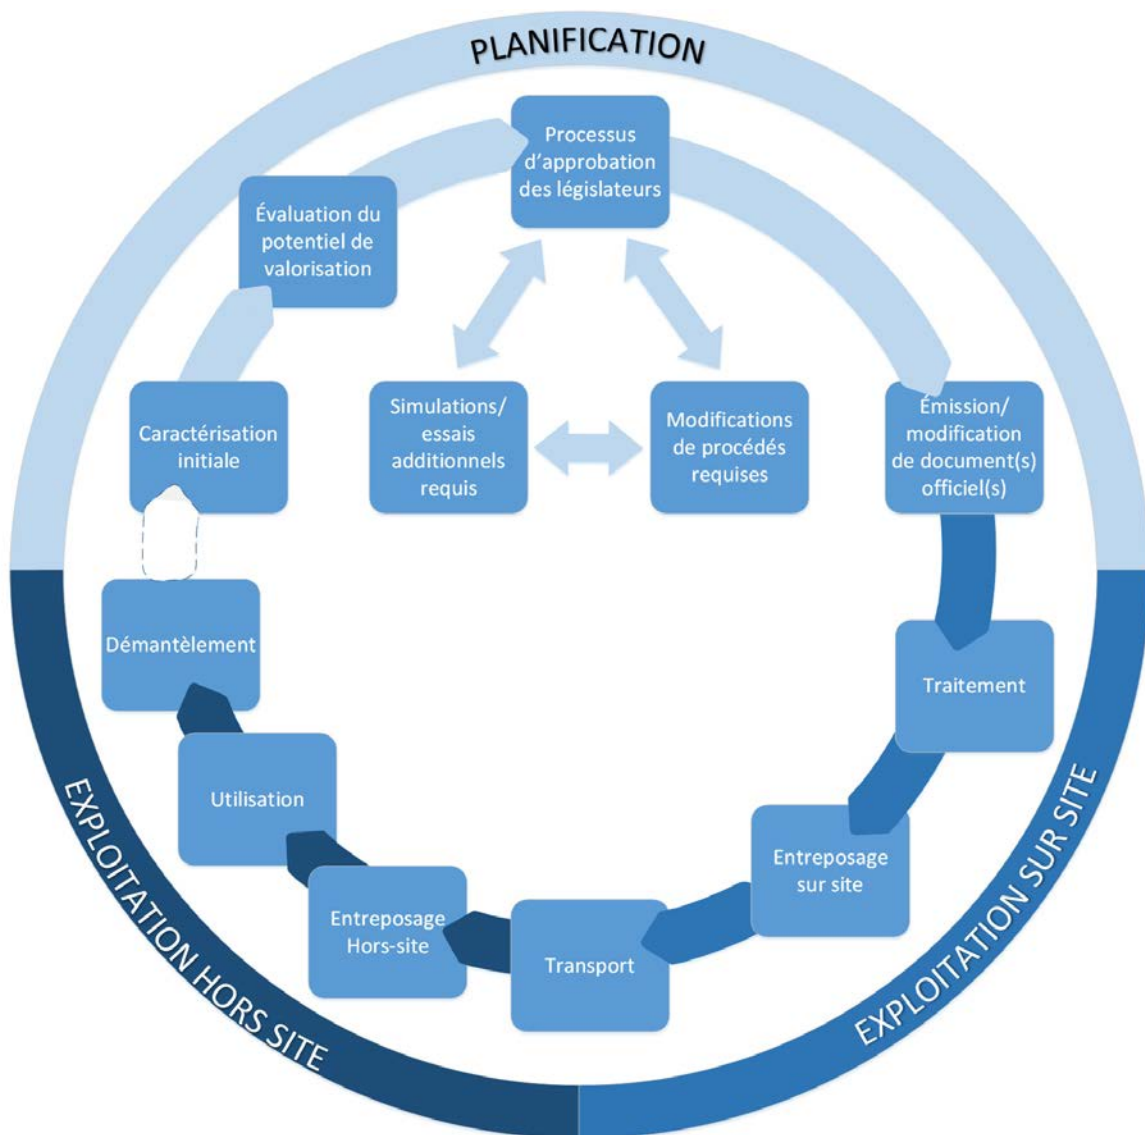 PLANIFICATION
Processus
d'approbation
des législateurs
Évaluation du
potentiel de
valorisation
Caractérisation
initiale
Simulations/
essais
additionnels
requis
Modifications
de procédés
requises
Émission/
modification
de document(s)
officiel(s)
Traitement
Entreposage
sur site
Transport
Entreposage
Hors-site
Utilisation
Démantèlement
EXPLOITATION SUR SITE
EXPLOITATION HORS SITE